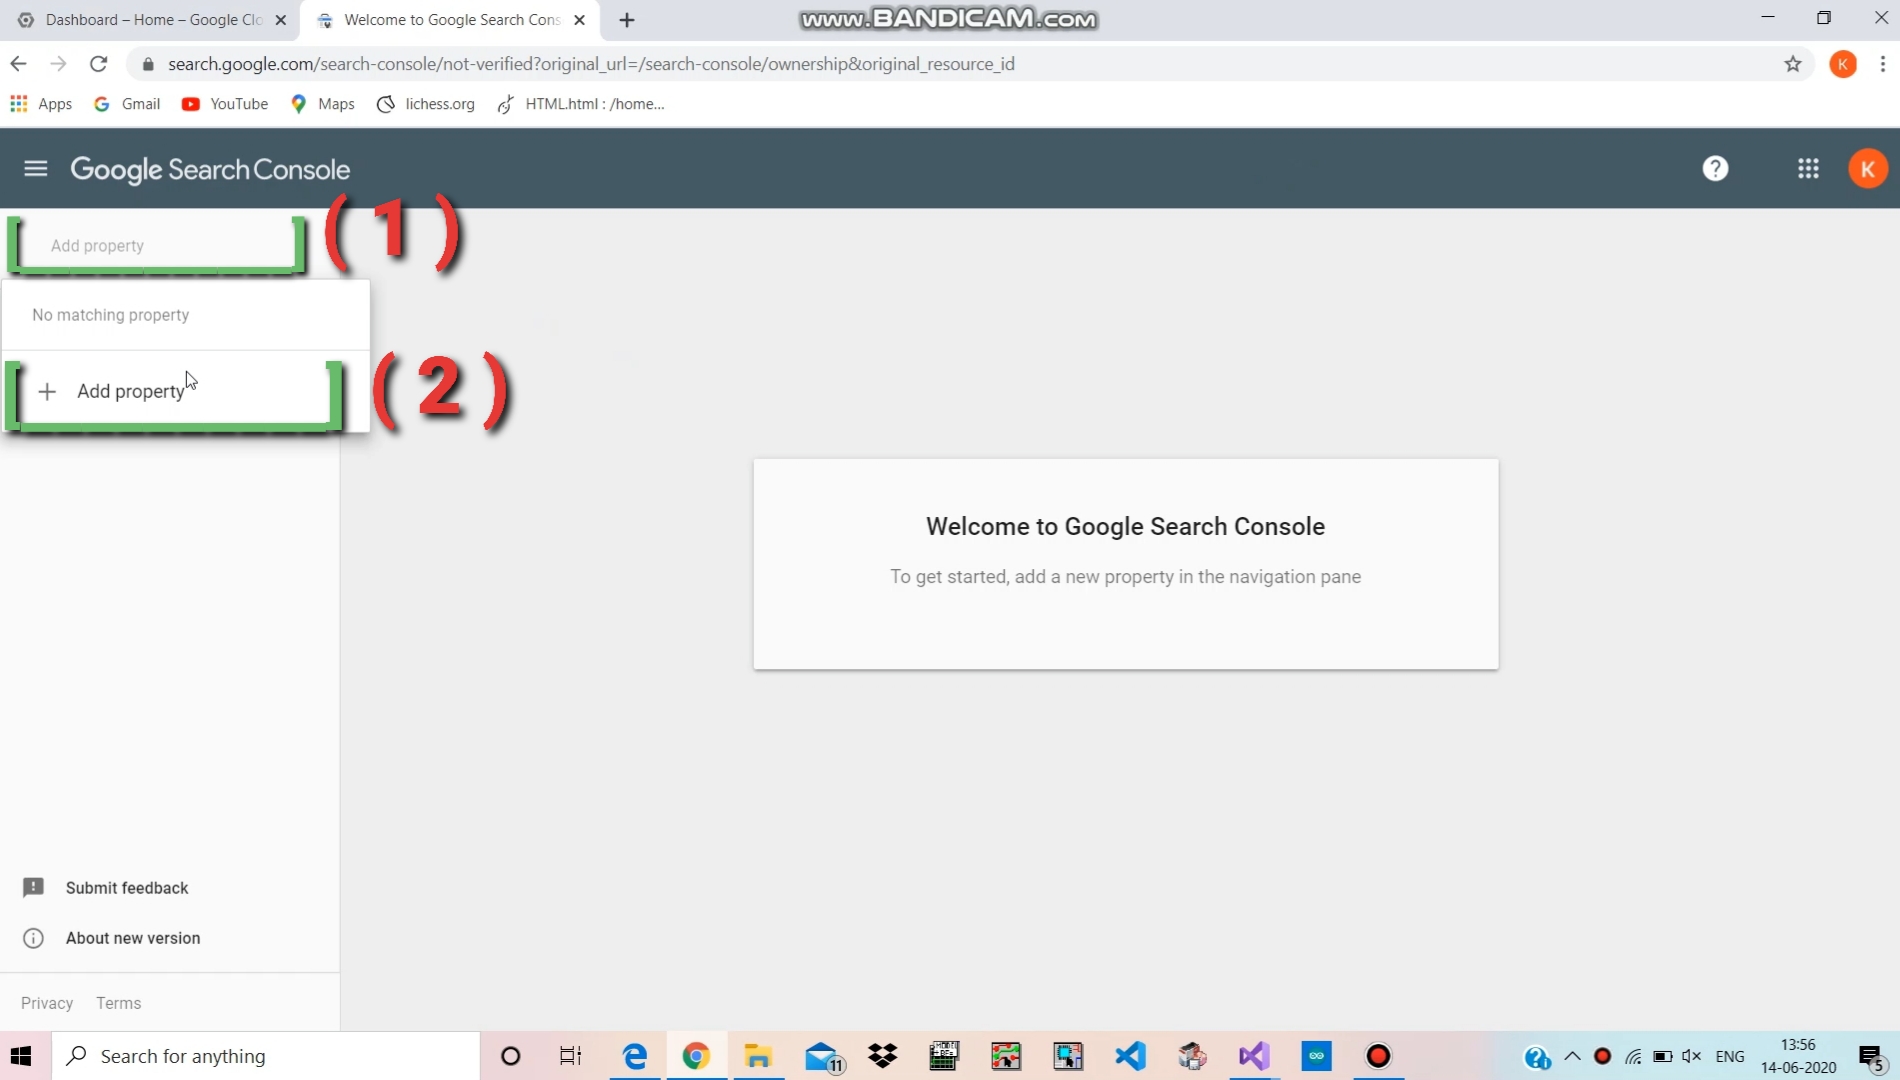 Dashboard – Home – Google Clo
Welcome to Google Search Cons
www.BANDICAM.com
search.google.com/search-console/not-verified?original_url=/search-console/ownership&original_resource_id
K
Apps
Gmail
YouTube
Maps
lichess.org
HTML.html : /home...
Google Search Console
?
K
Add property
( 1 )
No matching property
+ Add property
( 2 )
Welcome to Google Search Console
To get started, add a new property in the navigation pane
Submit feedback
About new version
Privacy Terms
Search for anything
11
ENG
13:56
14-06-2020
5